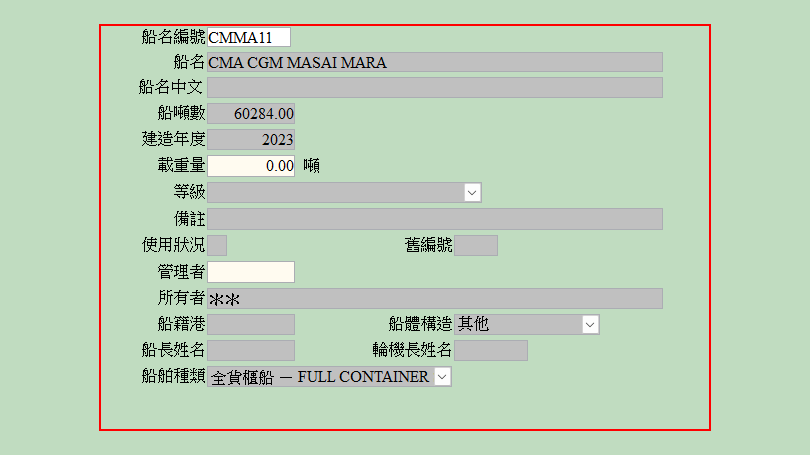 船名編號 CMMA11
船名 CMA CGM MASAI MARA
船名中文
船噸數 60284.00
建造年度 2023
載重量 0.00 噸
等級
備註
使用狀況 舊編號
管理者
所有者 **
船籍港 船體構造 其他
船長姓名 輪機長姓名
船舶種類 全貨櫃船 — FULL CONTAINER